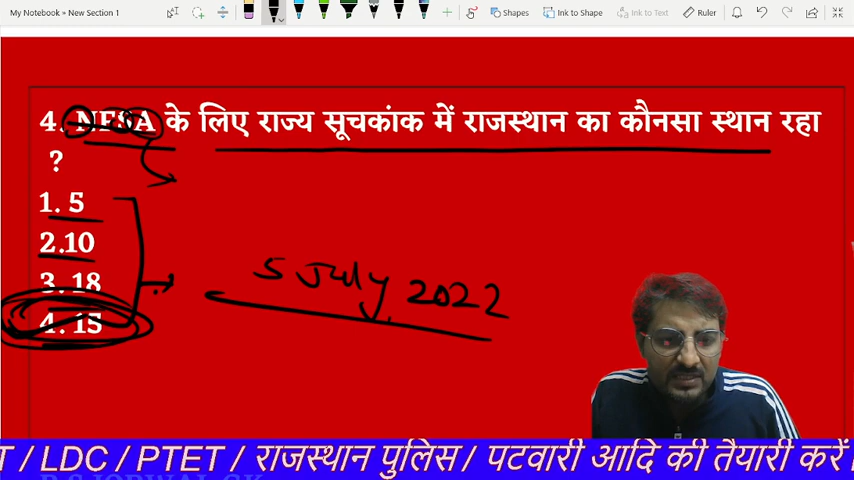 My Notebook » New Section 1
Shapes
Ink to Shape
Ink to Text
Ruler
4. NFSA के लिए राज्य सूचकांक में राजस्थान का कौनसा स्थान रहा
?
1. 5
2.10
3. 18
4. 15
5 July 2022
T / LDC / PTET / राजस्थान पुलिस / पटवारी आदि की तैयारी करें